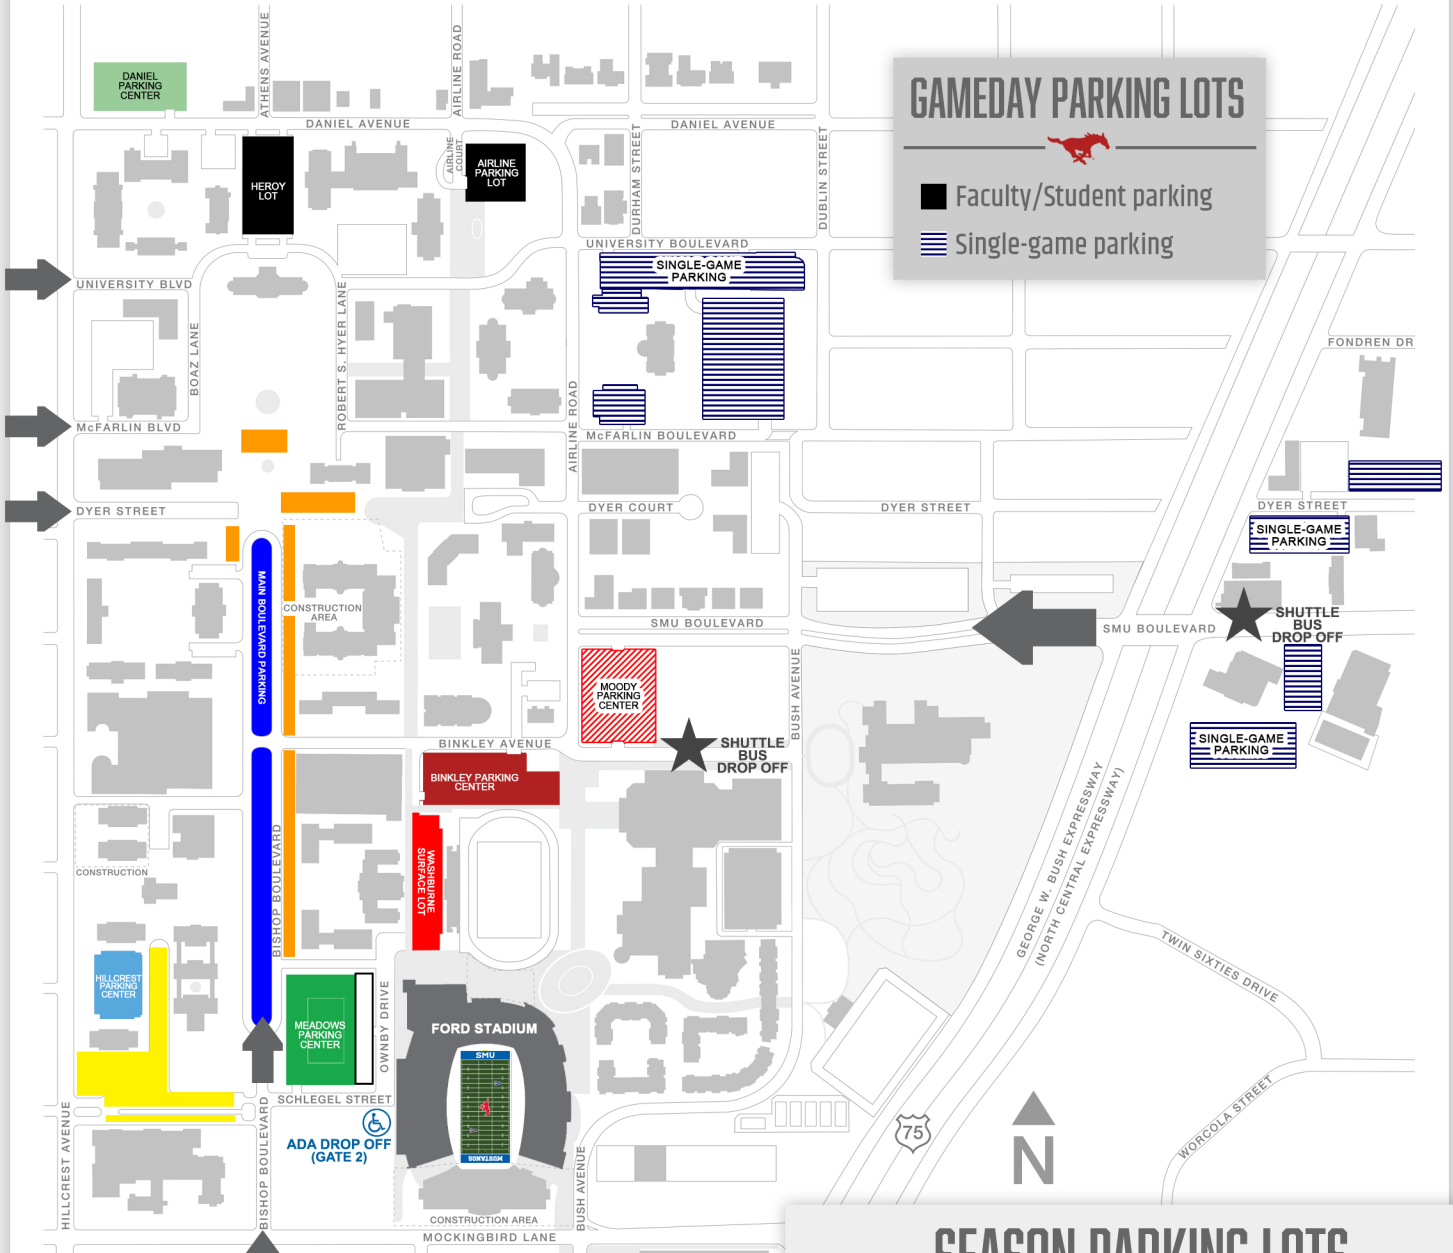 GAMEDAY PARKING LOTS
Faculty/Student parking
Single-game parking
DANIEL
PARKING
CENTER
ATHENS AVENUE
AIRLINE ROAD
DANIEL AVENUE
DANIEL AVENUE
HEROY
LOT
AIRLINE
COURT
AIRLINE
PARKING
LOT
DURHAM STREET
DUBLIN STREET
UNIVERSITY BOULEVARD
SINGLE-GAME
PARKING
UNIVERSITY BLVD
BOAZ LANE
ROBERT S. HYER LANE
AIRLINE ROAD
FONDREN DR
McFARLIN BLVD
McFARLIN BOULEVARD
DYER STREET
DYER COURT
DYER STREET
DYER STREET
SINGLE-GAME
PARKING
MAIN BOULEVARD PARKING
CONSTRUCTION
AREA
SMU BOULEVARD
SMU BOULEVARD
SHUTTLE
BUS
DROP OFF
MOODY
PARKING
CENTER
BUSH AVENUE
SINGLE-GAME
PARKING
BINKLEY AVENUE
SHUTTLE
BUS
DROP OFF
BINKLEY PARKING
CENTER
WASHBURNE
SURFACE LOT
GEORGE W. BUSH EXPRESSWAY
(NORTH CENTRAL EXPRESSWAY)
CONSTRUCTION
BISHOP BOULEVARD
TWIN SIXTIES DRIVE
HILLCREST
PARKING
CENTER
MEADOWS
PARKING
CENTER
OWNBY DRIVE
FORD STADIUM
SMU
MUSTANGS
SCHLEGEL STREET
ADA DROP OFF
(GATE 2)
HILLCREST AVENUE
BISHOP BOULEVARD
BUSH AVENUE
75
N
WORCOLA STREET
CONSTRUCTION AREA
MOCKINGBIRD LANE
SEASON PARKING LOTS